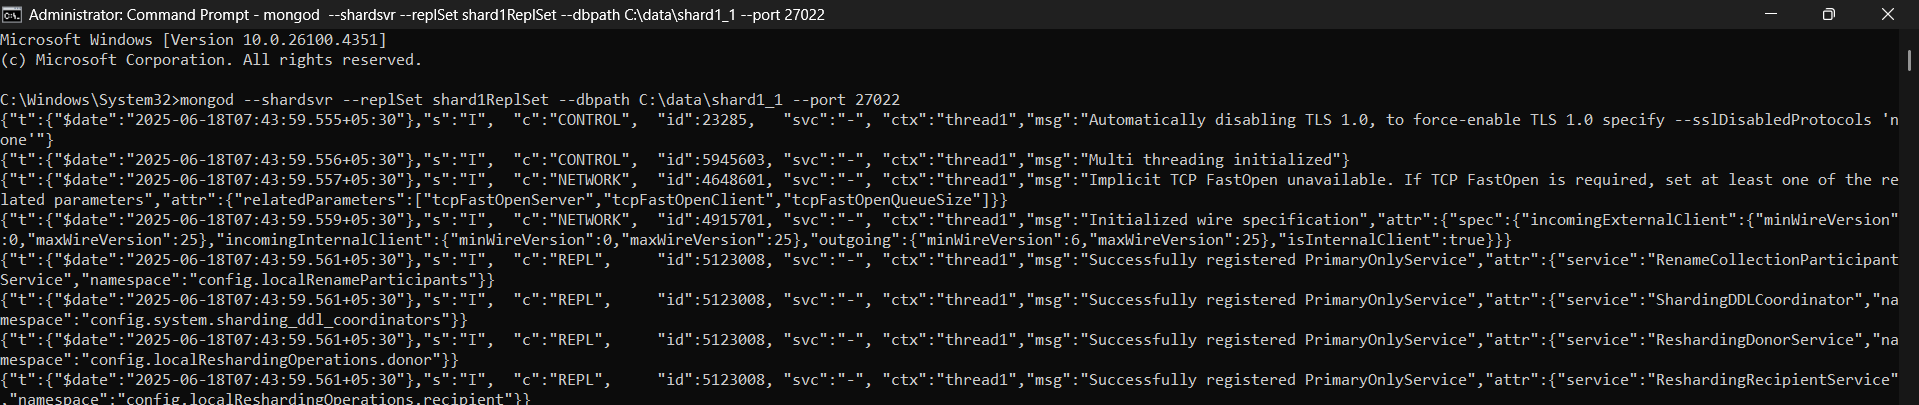 Administrator: Command Prompt - mongod  --shardsvr --replSet shard1ReplSet --dbpath C:\data\shard1_1 --port 27022
Microsoft Windows [Version 10.0.26100.4351]
(c) Microsoft Corporation. All rights reserved.
C:\Windows\System32>mongod --shardsvr --replSet shard1ReplSet --dbpath C:\data\shard1_1 --port 27022
{"t":{"$date":"2025-06-18T07:43:59.555+05:30"},"s":"I",  "c":"CONTROL",  "id":23285,   "svc":"-", "ctx":"thread1","msg":"Automatically disabling TLS 1.0, to force-enable TLS 1.0 specify --sslDisabledProtocols 'n
one'"}
{"t":{"$date":"2025-06-18T07:43:59.556+05:30"},"s":"I",  "c":"CONTROL",  "id":5945603, "svc":"-", "ctx":"thread1","msg":"Multi threading initialized"}
{"t":{"$date":"2025-06-18T07:43:59.557+05:30"},"s":"I",  "c":"NETWORK",  "id":4648601, "svc":"-", "ctx":"thread1","msg":"Implicit TCP FastOpen unavailable. If TCP FastOpen is required, set at least one of the re
lated parameters","attr":{"relatedParameters":["tcpFastOpenServer","tcpFastOpenClient","tcpFastOpenQueueSize"]}}
{"t":{"$date":"2025-06-18T07:43:59.559+05:30"},"s":"I",  "c":"NETWORK",  "id":4915701, "svc":"-", "ctx":"thread1","msg":"Initialized wire specification","attr":{"spec":{"incomingExternalClient":{"minWireVersion"
:0,"maxWireVersion":25},"incomingInternalClient":{"minWireVersion":0,"maxWireVersion":25},"outgoing":{"minWireVersion":6,"maxWireVersion":25},"isInternalClient":true}}}
{"t":{"$date":"2025-06-18T07:43:59.561+05:30"},"s":"I",  "c":"REPL",     "id":5123008, "svc":"-", "ctx":"thread1","msg":"Successfully registered PrimaryOnlyService","attr":{"service":"RenameCollectionParticipant
Service","namespace":"config.localRenameParticipants"}}
{"t":{"$date":"2025-06-18T07:43:59.561+05:30"},"s":"I",  "c":"REPL",     "id":5123008, "svc":"-", "ctx":"thread1","msg":"Successfully registered PrimaryOnlyService","attr":{"service":"ShardingDDLCoordinator","na
mespace":"config.system.sharding_ddl_coordinators"}}
{"t":{"$date":"2025-06-18T07:43:59.561+05:30"},"s":"I",  "c":"REPL",     "id":5123008, "svc":"-", "ctx":"thread1","msg":"Successfully registered PrimaryOnlyService","attr":{"service":"ReshardingDonorService","na
mespace":"config.localReshardingOperations.donor"}}
{"t":{"$date":"2025-06-18T07:43:59.561+05:30"},"s":"I",  "c":"REPL",     "id":5123008, "svc":"-", "ctx":"thread1","msg":"Successfully registered PrimaryOnlyService","attr":{"service":"ReshardingRecipientService"
,"namespace":"config.localReshardingOperations.recipient"}}